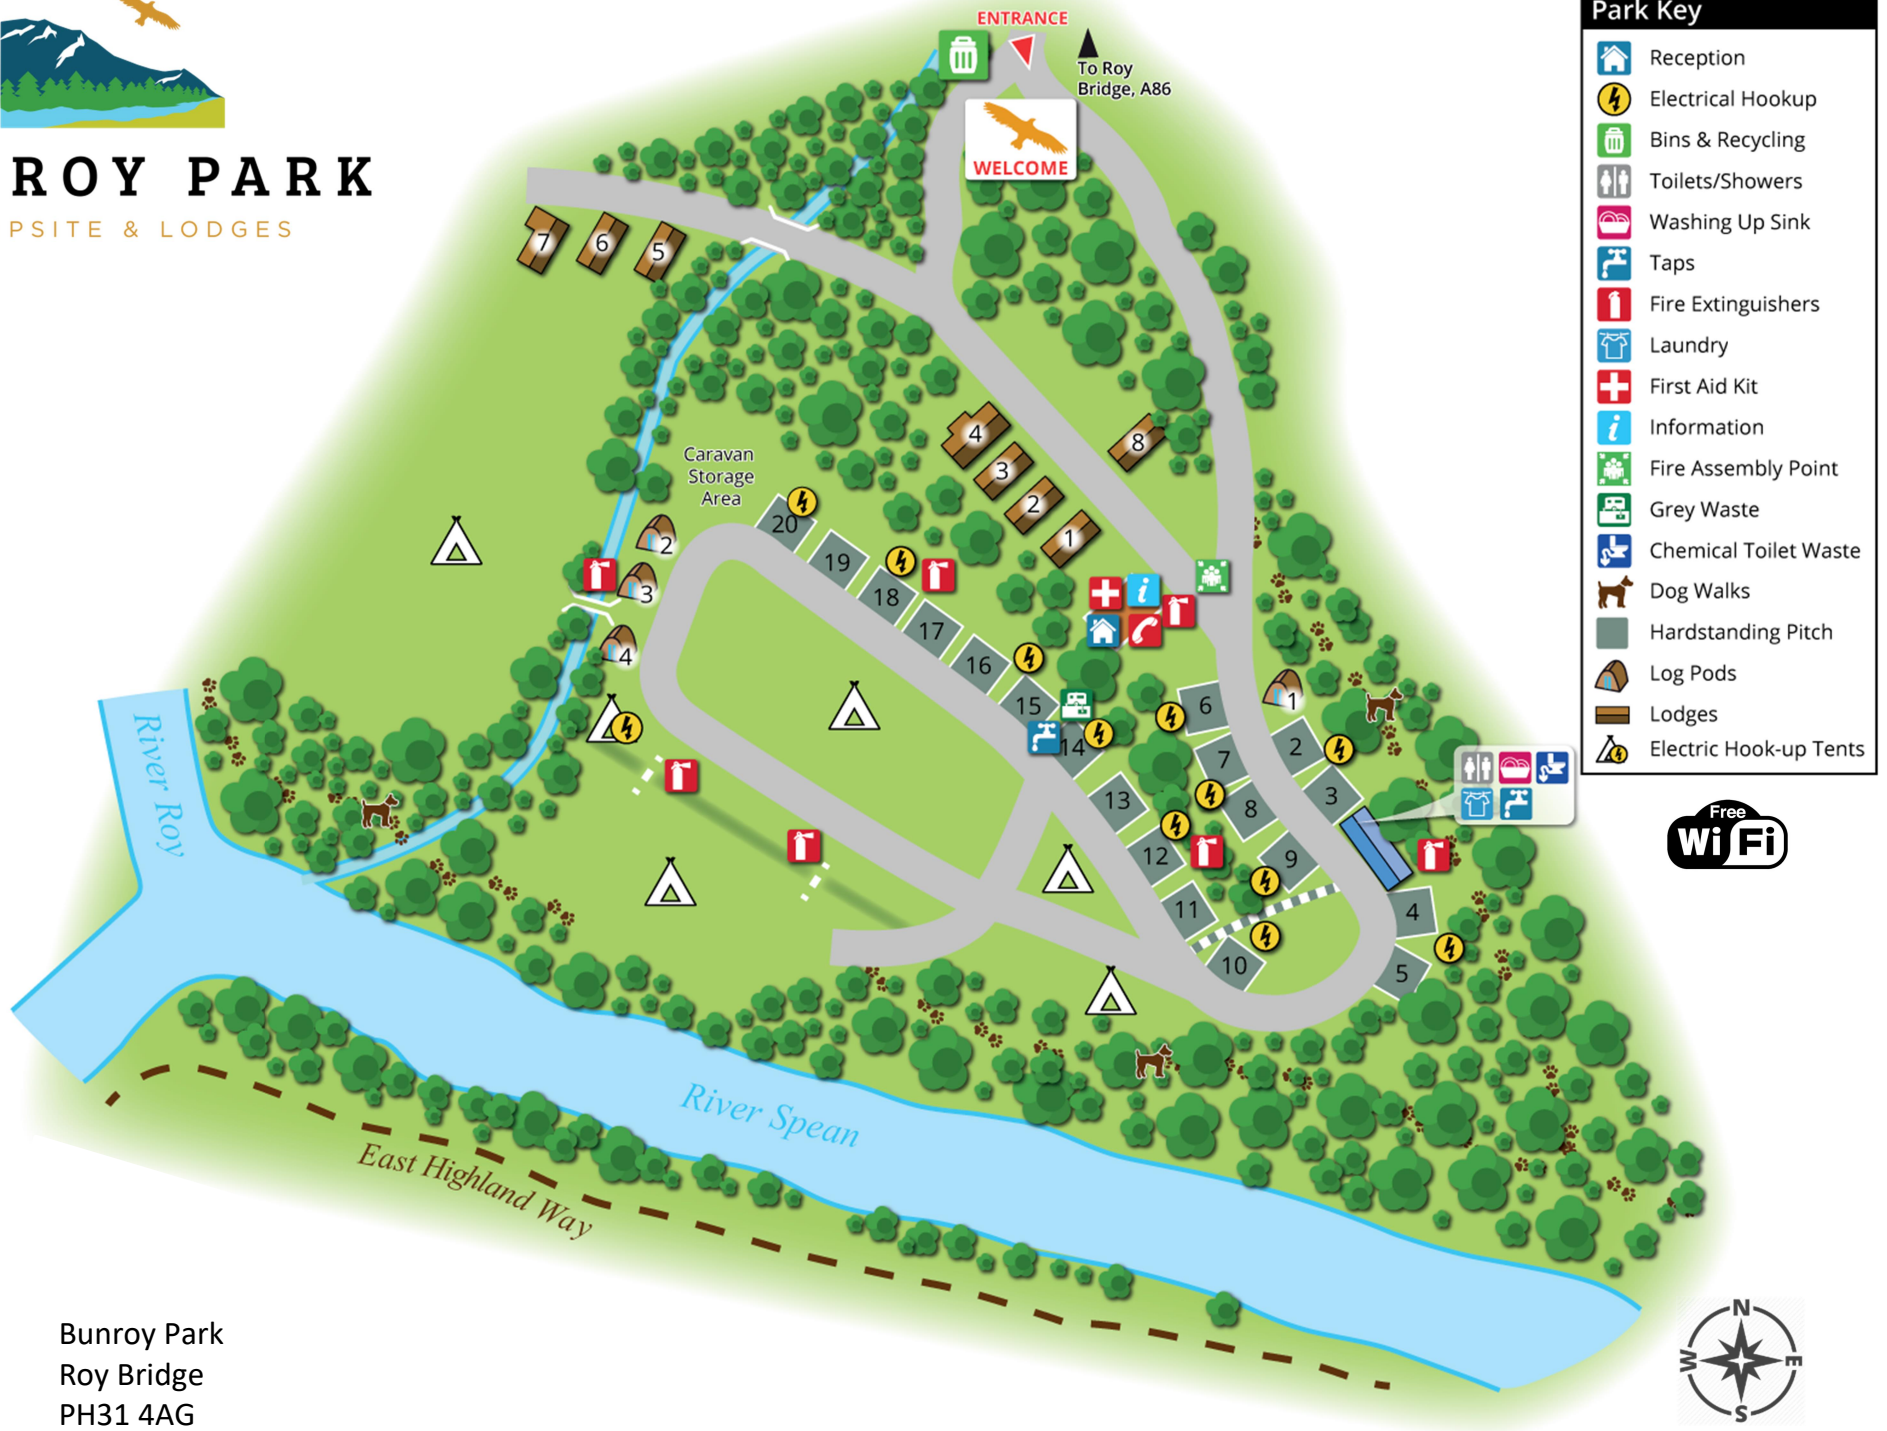 ROY PARK
PSITE & LODGES
ENTRANCE
To Roy
Bridge, A86
WELCOME
Park Key
Reception
Electrical Hookup
Bins & Recycling
Toilets/Showers
Washing Up Sink
Taps
Fire Extinguishers
Laundry
First Aid Kit
Information
Fire Assembly Point
Grey Waste
Chemical Toilet Waste
Dog Walks
Hardstanding Pitch
Log Pods
Lodges
Electric Hook-up Tents
7
6
5
4
3
2
1
8
Caravan
Storage
Area
20
19
18
17
16
15
14
13
12
11
10
2
3
4
i
i
6
7
8
9
1
2
3
4
5
River Roy
River Spean
East Highland Way
Free
Wi Fi
N
W
E
S
Bunroy Park
Roy Bridge
PH31 4AG